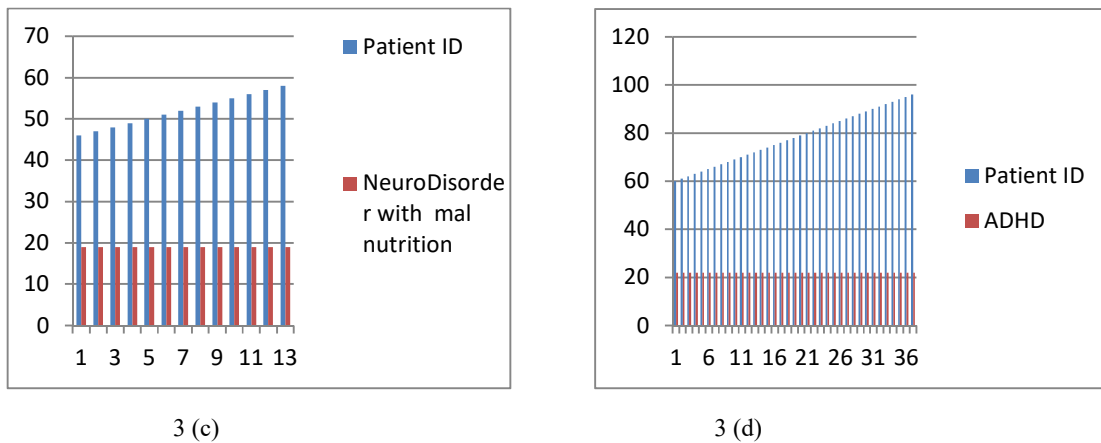 70
60
50
40
30
20
10
0
1 3 5 7 9 11 13
Patient ID
NeuroDisorde
r with mal
nutrition
3 (c)
120
100
80
60
40
20
0
1 6 11 16 21 26 31 36
Patient ID
ADHD
3 (d)